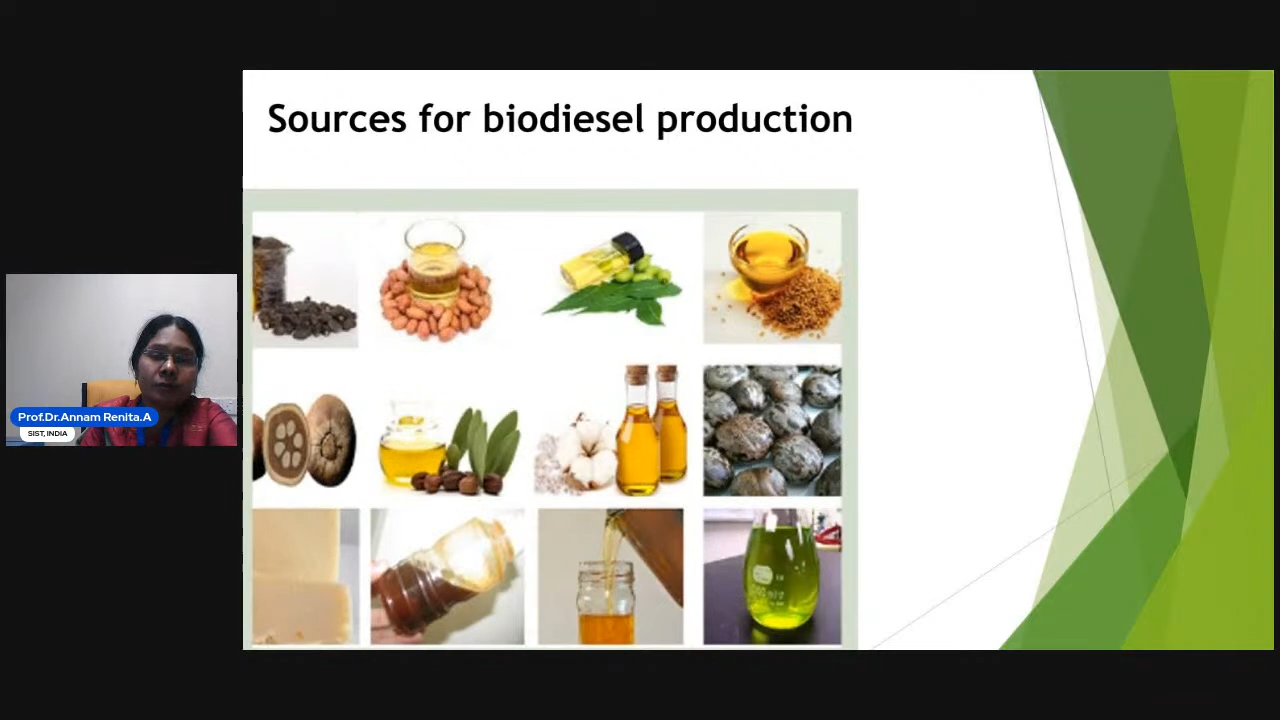 Sources for biodiesel production
Prof.Dr.Annam Renita.A
SIST, INDIA